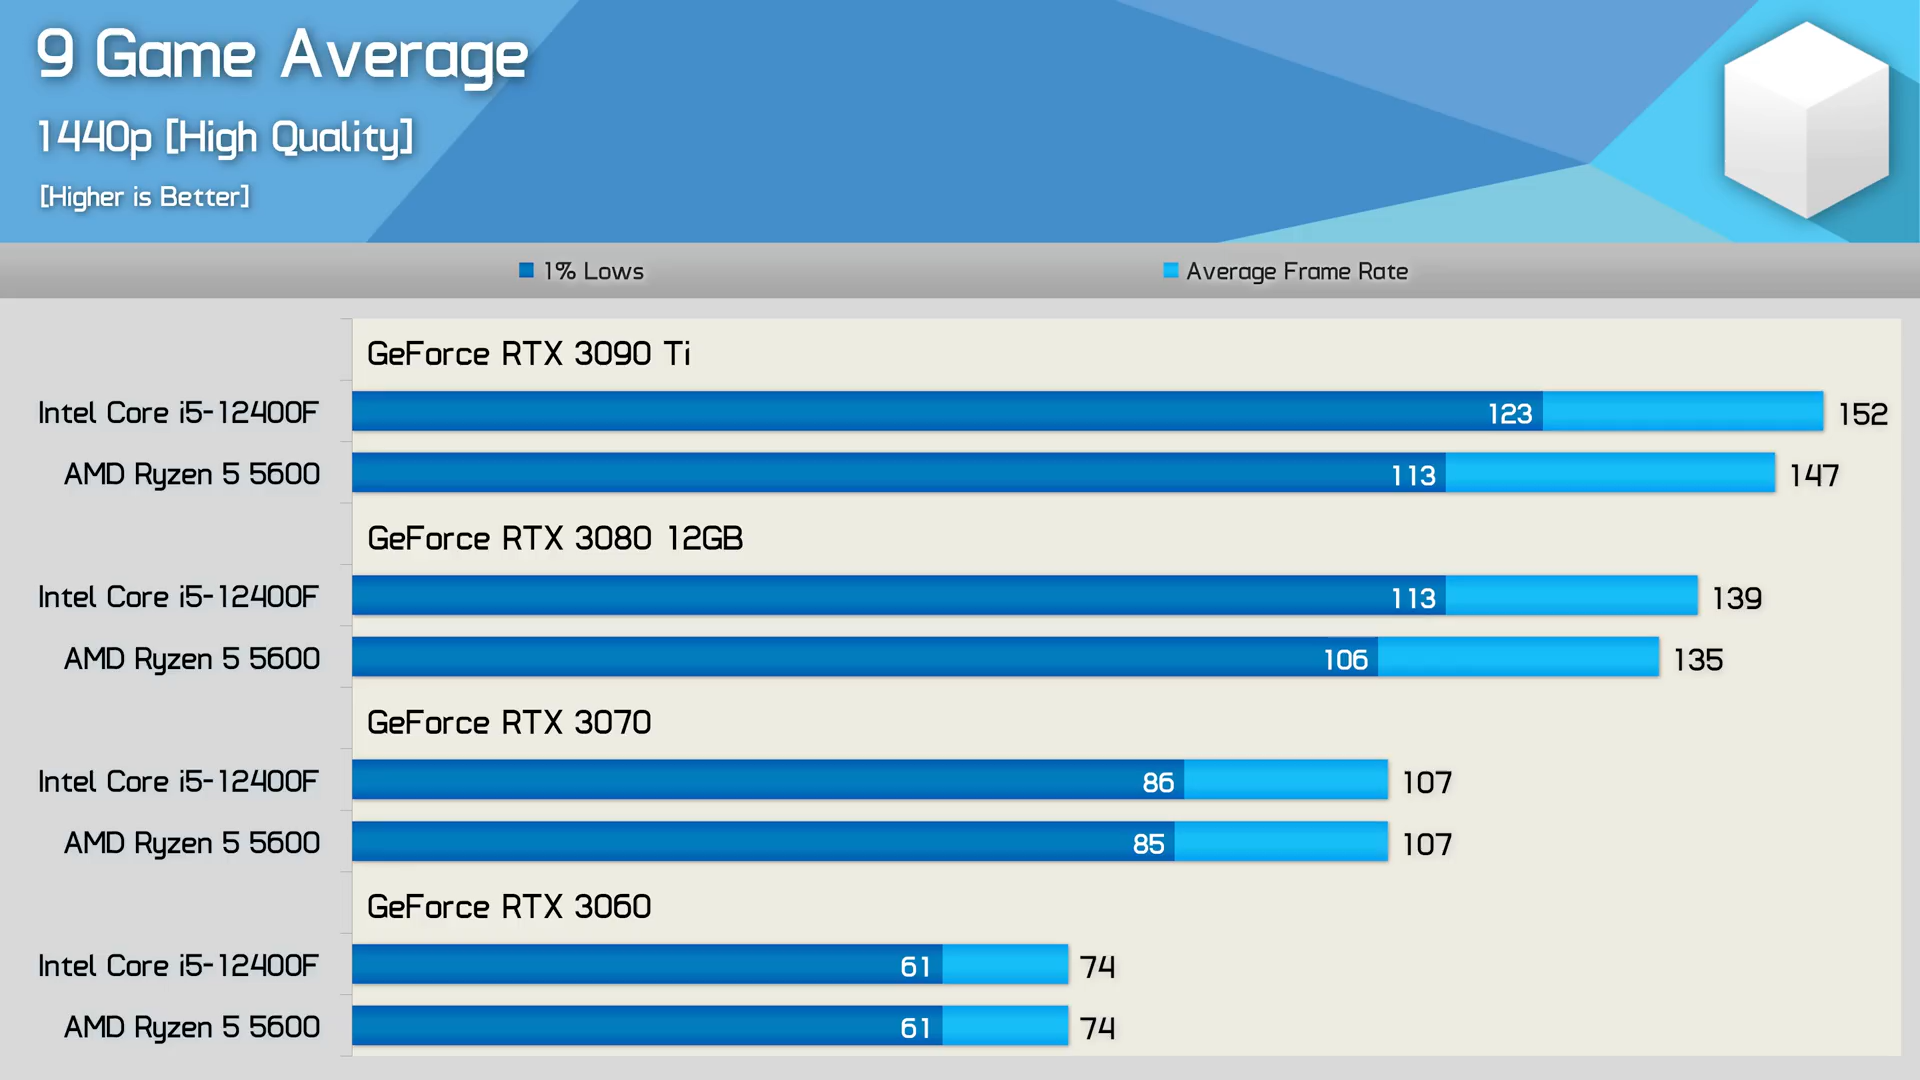 9 Game Average
1440p [High Quality]
[Higher is Better]
1% Lows
Average Frame Rate
GeForce RTX 3090 Ti
Intel Core i5-12400F 123 152
AMD Ryzen 5 5600 113 147
GeForce RTX 3080 12GB
Intel Core i5-12400F 113 139
AMD Ryzen 5 5600 106 135
GeForce RTX 3070
Intel Core i5-12400F 86 107
AMD Ryzen 5 5600 85 107
GeForce RTX 3060
Intel Core i5-12400F 61 74
AMD Ryzen 5 5600 61 74